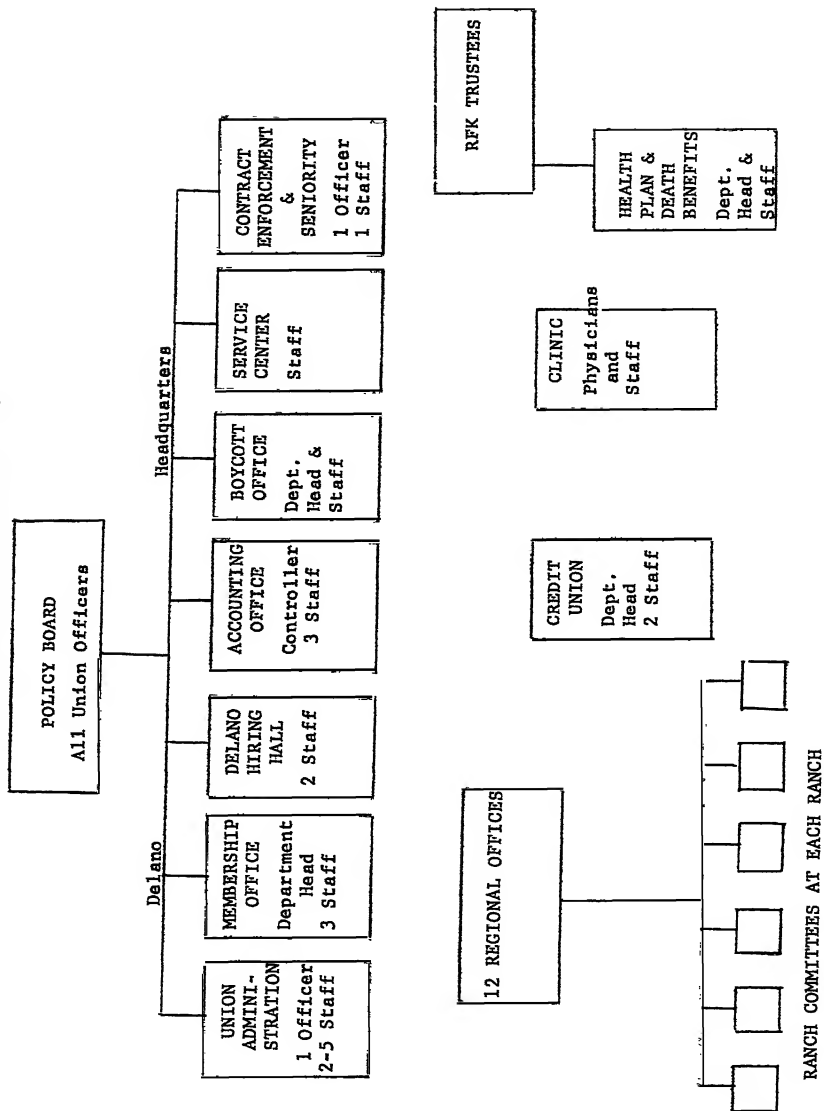 POLICY BOARD
All Union Officers
Delano
Headquarters
UNION
ADMINI-
STRATION
1 Officer
2-5 Staff
MEMBERSHIP
OFFICE
Department
Head
3 Staff
DELANO
HIRING
HALL
2 Staff
ACCOUNTING
OFFICE
Controller
3 Staff
BOYCOTT
OFFICE
Dept.
Head &
Staff
SERVICE
CENTER
Staff
CONTRACT
ENFORCEMENT
&
SENIORITY
1 Officer
1 Staff
12 REGIONAL OFFICES
RANCH COMMITTEES AT EACH RANCH
CREDIT
UNION
Dept.
Head
2 Staff
CLINIC
Physicians
and
Staff
RFK TRUSTEES
HEALTH
PLAN &
DEATH
BENEFITS
Dept.
Head &
Staff